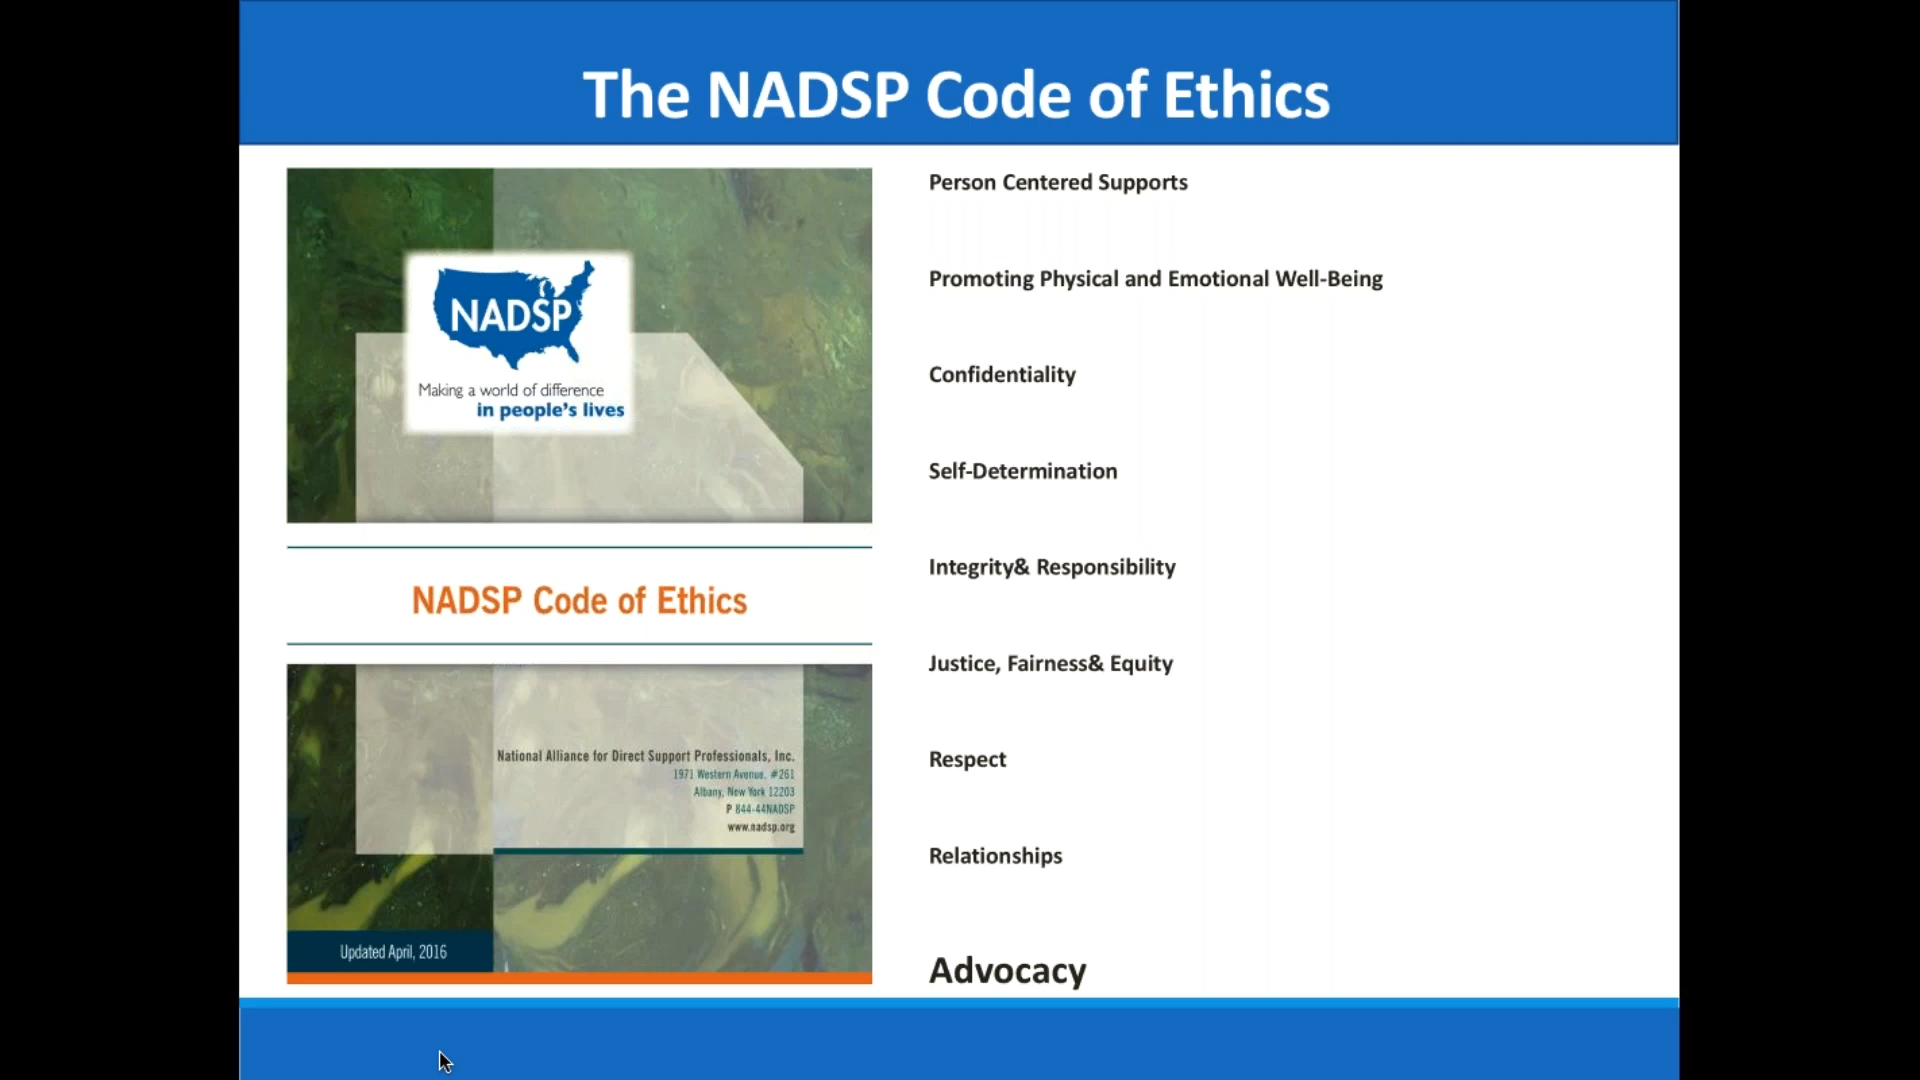 The NADSP Code of Ethics
NADSP
Making a world of difference
in people's lives
NADSP Code of Ethics
National Alliance for Direct Support Professionals, Inc.
1971 Western Avenue, #261
Albany, New York 12203
P 844-44NADSP
www.nadsp.org
Updated April, 2016
Person Centered Supports
Promoting Physical and Emotional Well-Being
Confidentiality
Self-Determination
Integrity& Responsibility
Justice, Fairness& Equity
Respect
Relationships
Advocacy